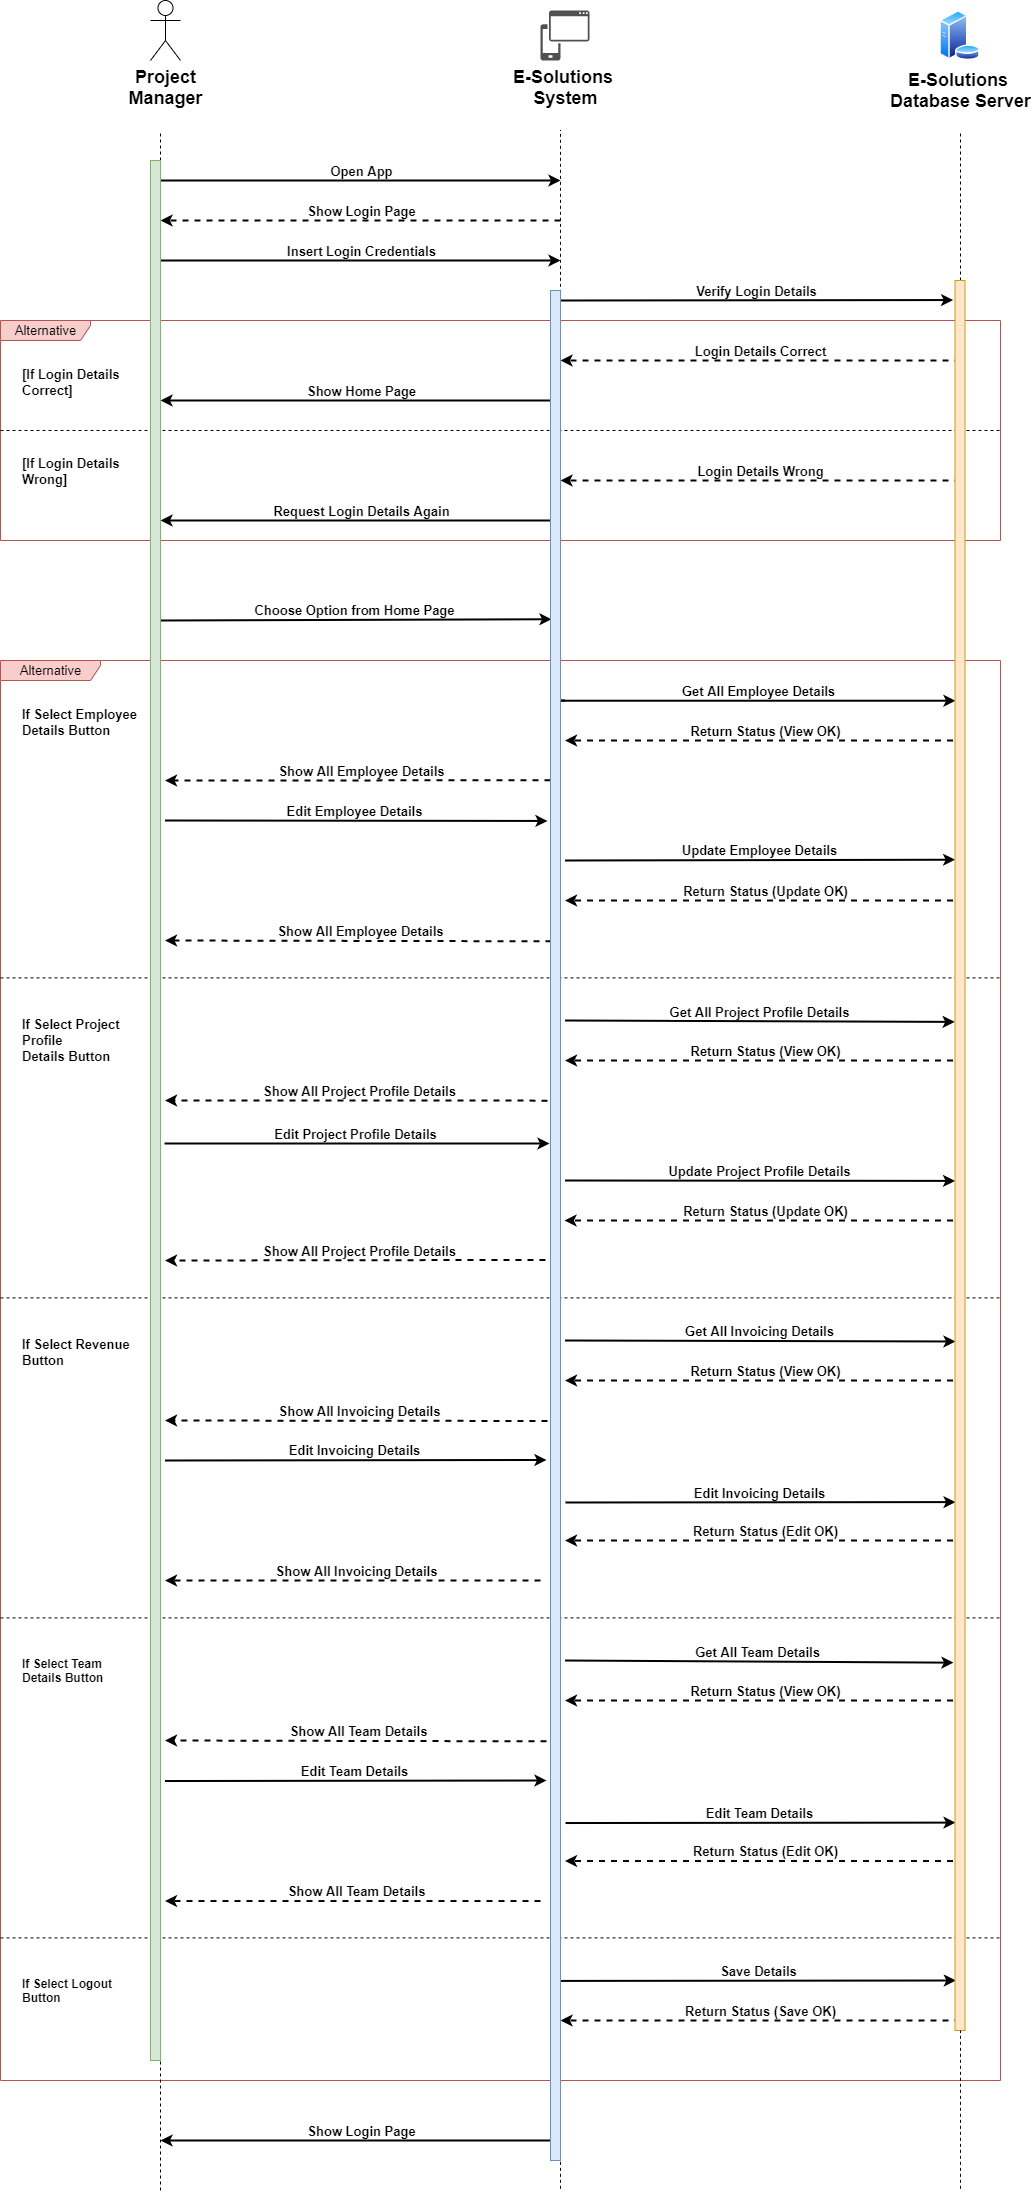 Project
Manager
E-Solutions
System
E-Solutions
Database Server
Open App
Show Login Page
Insert Login Credentials
Verify Login Details
Alternative
Login Details Correct
[If Login Details
Correct]
Show Home Page
[If Login Details
Wrong]
Login Details Wrong
Request Login Details Again
Choose Option from Home Page
Alternative
Get All Employee Details
If Select Employee
Details Button
Return Status (View OK)
Show All Employee Details
Edit Employee Details
Update Employee Details
Return Status (Update OK)
Show All Employee Details
Get All Project Profile Details
If Select Project
Profile
Details Button
Return Status (View OK)
Show All Project Profile Details
Edit Project Profile Details
Update Project Profile Details
Return Status (Update OK)
Show All Project Profile Details
Get All Invoicing Details
If Select Revenue
Button
Return Status (View OK)
Show All Invoicing Details
Edit Invoicing Details
Edit Invoicing Details
Return Status (Edit OK)
Show All Invoicing Details
Get All Team Details
If Select Team
Details Button
Return Status (View OK)
Show All Team Details
Edit Team Details
Edit Team Details
Return Status (Edit OK)
Show All Team Details
Save Details
If Select Logout
Button
Return Status (Save OK)
Show Login Page